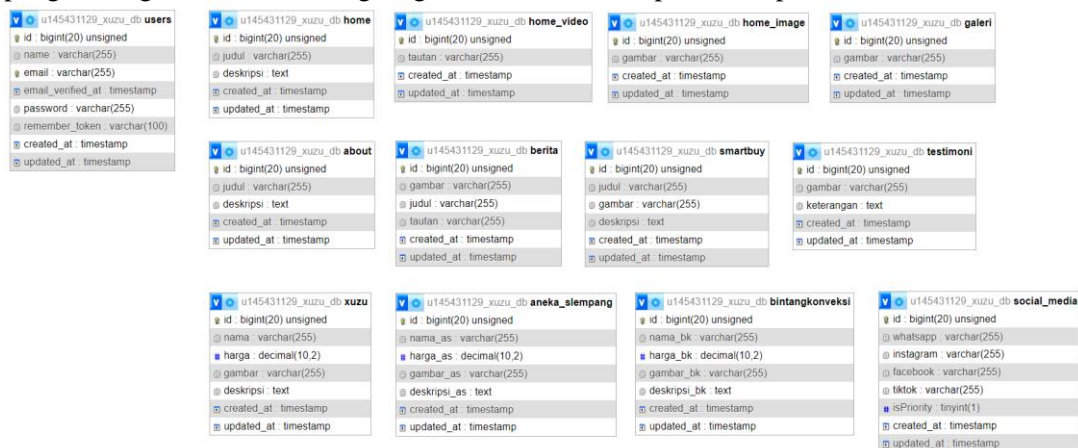 u145431129_xuzu_db users
id : bigint(20) unsigned
name : varchar(255)
email : varchar(255)
email_verified_at : timestamp
password : varchar(255)
remember_token : varchar(100)
created_at : timestamp
updated_at : timestamp
u145431129_xuzu_db home
id : bigint(20) unsigned
judul : varchar(255)
deskripsi : text
created_at : timestamp
updated_at : timestamp
u145431129_xuzu_db home_video
id : bigint(20) unsigned
tautan : varchar(255)
created_at : timestamp
updated_at : timestamp
u145431129_xuzu_db home_image
id : bigint(20) unsigned
gambar : varchar(255)
created_at : timestamp
updated_at : timestamp
u145431129_xuzu_db galeri
id : bigint(20) unsigned
gambar : varchar(255)
created_at : timestamp
updated_at : timestamp
u145431129_xuzu_db about
id : bigint(20) unsigned
judul : varchar(255)
deskripsi : text
created_at : timestamp
updated_at : timestamp
u145431129_xuzu_db berita
id : bigint(20) unsigned
gambar : varchar(255)
judul : varchar(255)
tautan : varchar(255)
created_at : timestamp
updated_at : timestamp
u145431129_xuzu_db smartbuy
id : bigint(20) unsigned
judul : varchar(255)
gambar : varchar(255)
deskripsi : text
created_at : timestamp
updated_at : timestamp
u145431129_xuzu_db testimoni
id : bigint(20) unsigned
gambar : varchar(255)
keterangan : text
created_at : timestamp
updated_at : timestamp
u145431129_xuzu_db xuzu
id : bigint(20) unsigned
nama : varchar(255)
harga : decimal(10,2)
gambar : varchar(255)
deskripsi : text
created_at : timestamp
updated_at : timestamp
u145431129_xuzu_db aneka_slempang
id : bigint(20) unsigned
nama_as : varchar(255)
harga_as : decimal(10,2)
gambar_as : varchar(255)
deskripsi_as : text
created_at : timestamp
updated_at : timestamp
u145431129_xuzu_db bintangkonveksi
id : bigint(20) unsigned
nama_bk : varchar(255)
harga_bk : decimal(10,2)
gambar_bk : varchar(255)
deskripsi_bk : text
created_at : timestamp
updated_at : timestamp
u145431129_xuzu_db social_media
id : bigint(20) unsigned
whatsapp : varchar(255)
instagram : varchar(255)
facebook : varchar(255)
tiktok : varchar(255)
isPriority : tinyint(1)
created_at : timestamp
updated_at : timestamp